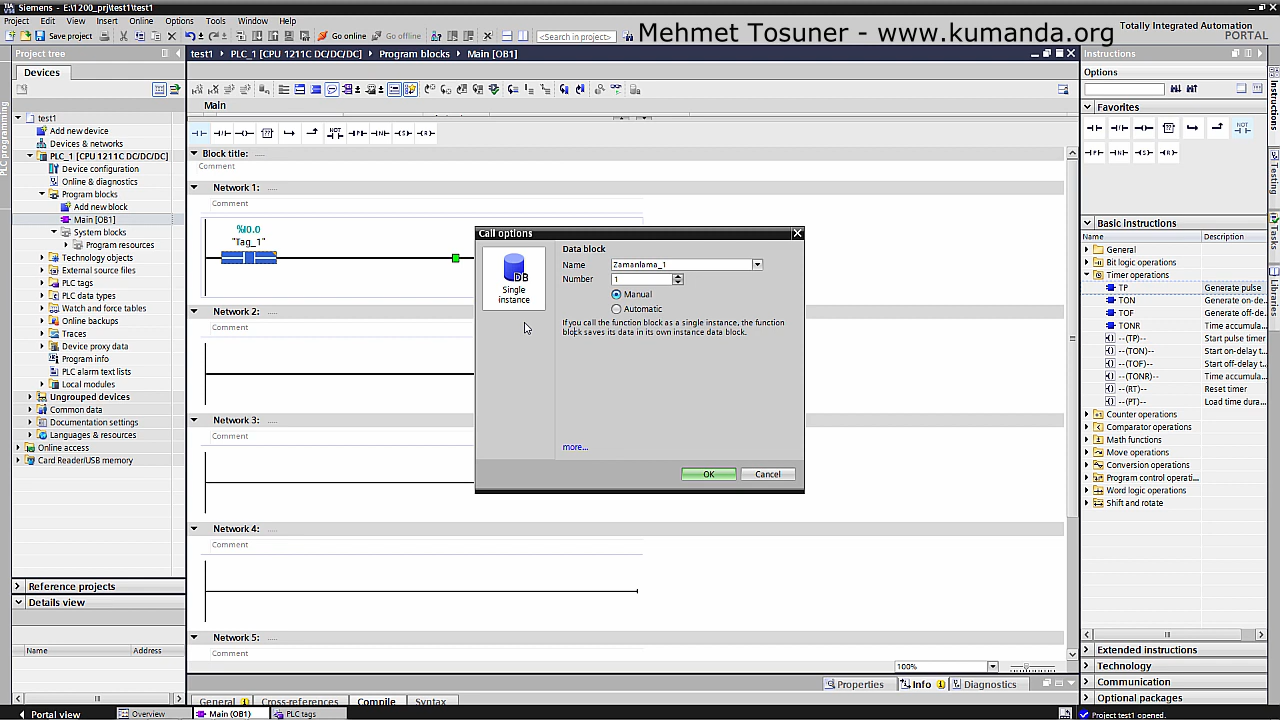 Siemens - E:\1200_prj\test1\test1
Mehmet Tosuner - www.kumanda.org
Project Edit View Insert Online Options Tools Window Help
Totally Integrated Automation
PORTAL
Save project
Go online
Go offline
<Search in project>
Project tree
test1 PLC_1 [CPU 1211C DC/DC/DC] Program blocks Main [OB1]
Instructions
Devices
Options
Main
Favorites
PLC programming
test1
Add new device
Devices & networks
PLC_1 [CPU 1211C DC/DC/DC]
Device configuration
Online & diagnostics
Program blocks
Add new block
Main [OB1]
System blocks
Program resources
Technology objects
External source files
PLC tags
PLC data types
Watch and force tables
Online backups
Traces
Device proxy data
Program info
PLC alarm text lists
Local modules
Ungrouped devices
Common data
Documentation settings
Languages & resources
Online access
Card Reader/USB memory
Reference projects
Details view
Name Address
Block title: .....
Comment
Network 1: .....
Comment
%I0.0
"Tag_1"
Network 2: .....
Comment
Network 3: .....
Comment
Network 4: .....
Comment
Network 5: .....
Comment
100%
Call options
DB
Single
instance
Data block
Name Zamanlama_1
Number 1
Manual
Automatic
If you call the function block as a single instance, the function
block saves its data in its own instance data block.
more...
OK Cancel
Basic instructions
Name Description
General
Bit logic operations
Timer operations
TP Generate pulse
TON Generate on-de...
TOF Generate off-de...
TONR Time accumula...
--(TP)-- Start pulse timer
--(TON)-- Start on-delay t...
--(TOF)-- Start off-delay t...
--(TONR)-- Time accumula...
--(RT)-- Reset timer
--(PT)-- Load time dura...
Counter operations
Comparator operations
Math functions
Move operations
Conversion operations
Program control operati...
Word logic operations
Shift and rotate
Extended instructions
Technology
Communication
Optional packages
Instructions
Testing
Tasks
Libraries
Properties Info Diagnostics
General Cross-references Compile Syntax
Portal view Overview Main (OB1) PLC tags
Project test1 opened.